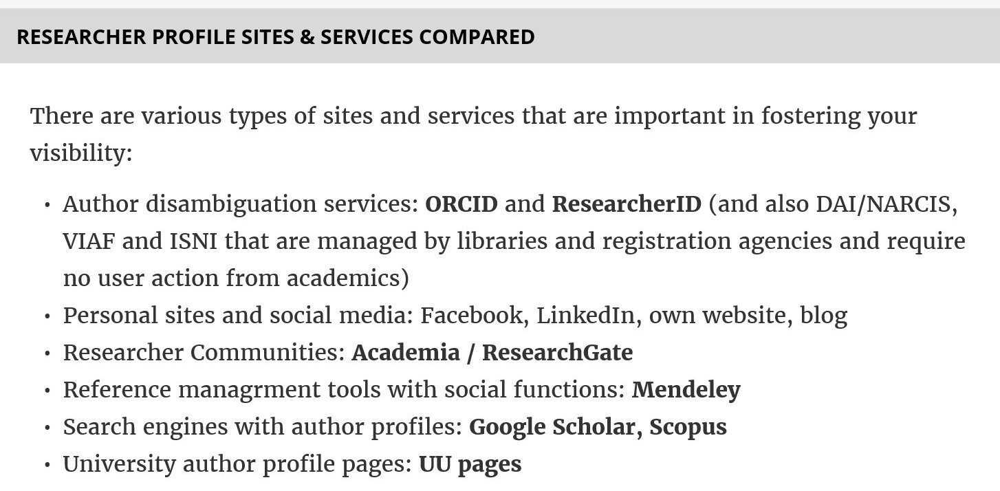 RESEARCHER PROFILE SITES & SERVICES COMPARED
There are various types of sites and services that are important in fostering your
visibility:
• Author disambiguation services: ORCID and ResearcherID (and also DAI/NARCIS,
VIAF and ISNI that are managed by libraries and registration agencies and require
no user action from academics)
• Personal sites and social media: Facebook, LinkedIn, own website, blog
• Researcher Communities: Academia / ResearchGate
• Reference managrment tools with social functions: Mendeley
• Search engines with author profiles: Google Scholar, Scopus
• University author profile pages: UU pages